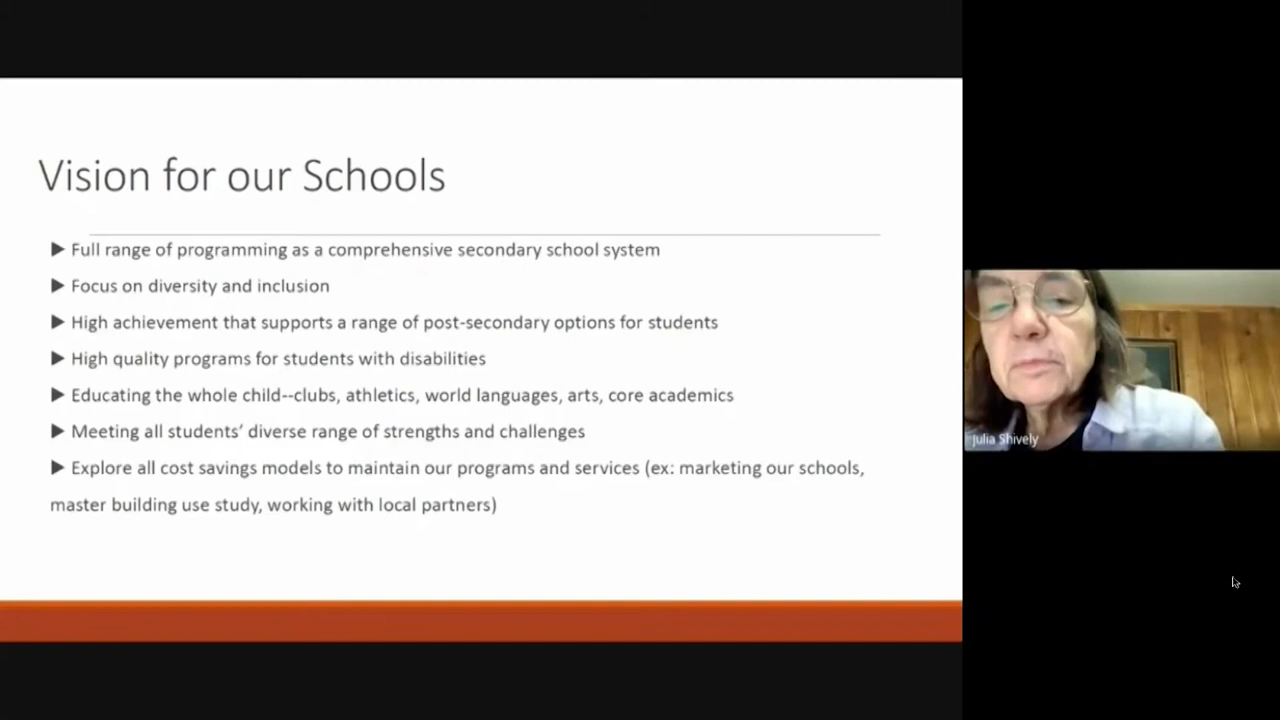 Vision for our Schools
▶ Full range of programming as a comprehensive secondary school system
▶ Focus on diversity and inclusion
▶ High achievement that supports a range of post-secondary options for students
▶ High quality programs for students with disabilities
▶ Educating the whole child--clubs, athletics, world languages, arts, core academics
▶ Meeting all students’ diverse range of strengths and challenges
▶ Explore all cost savings models to maintain our programs and services (ex: marketing our schools,
master building use study, working with local partners)
Julia Shively